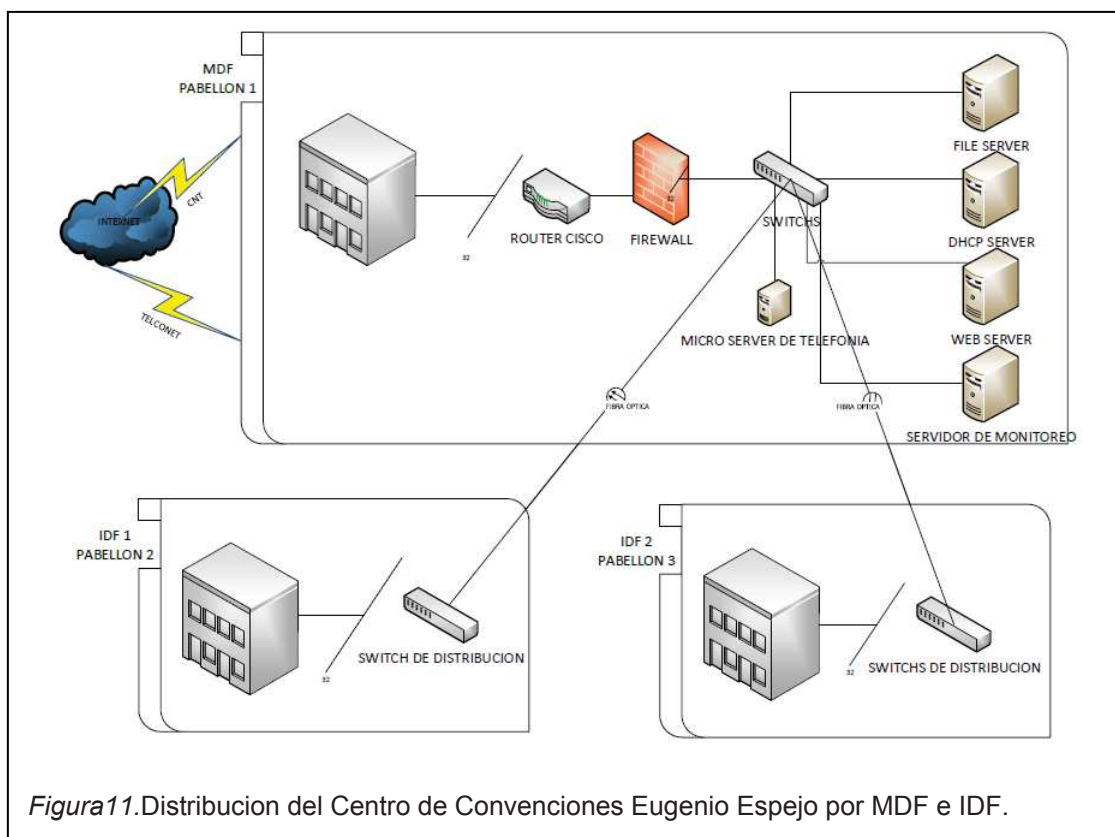 MDF
PABELLON 1
INTERNET
CNT
TELCONET
32
ROUTER CISCO
32
FIREWALL
SWITCHS
FILE SERVER
DHCP SERVER
WEB SERVER
MICRO SERVER DE TELEFONIA
SERVIDOR DE MONITOREO
FIBRA OPTICA
FIBRA OPTICA
IDF 1
PABELLON 2
32
SWITCH DE DISTRIBUCION
IDF 2
PABELLON 3
32
SWITCHS DE DISTRIBUCION
Figura11.Distribucion del Centro de Convenciones Eugenio Espejo por MDF e IDF.